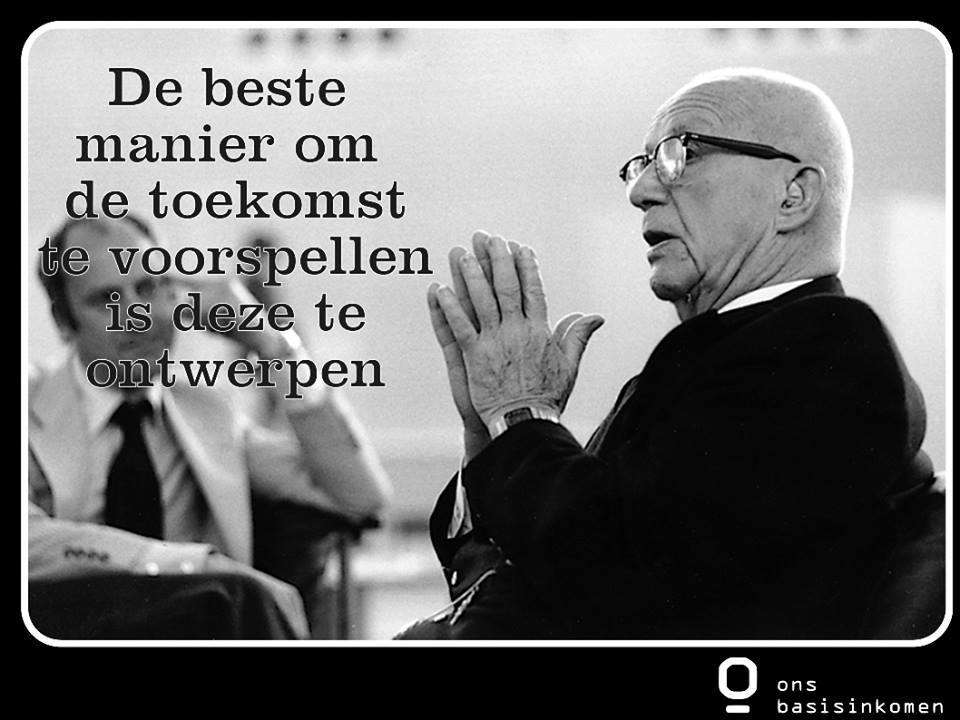 De beste
manier om
de toekomst
te voorspellen
is deze te
ontwerpen
ons
basisinkomen